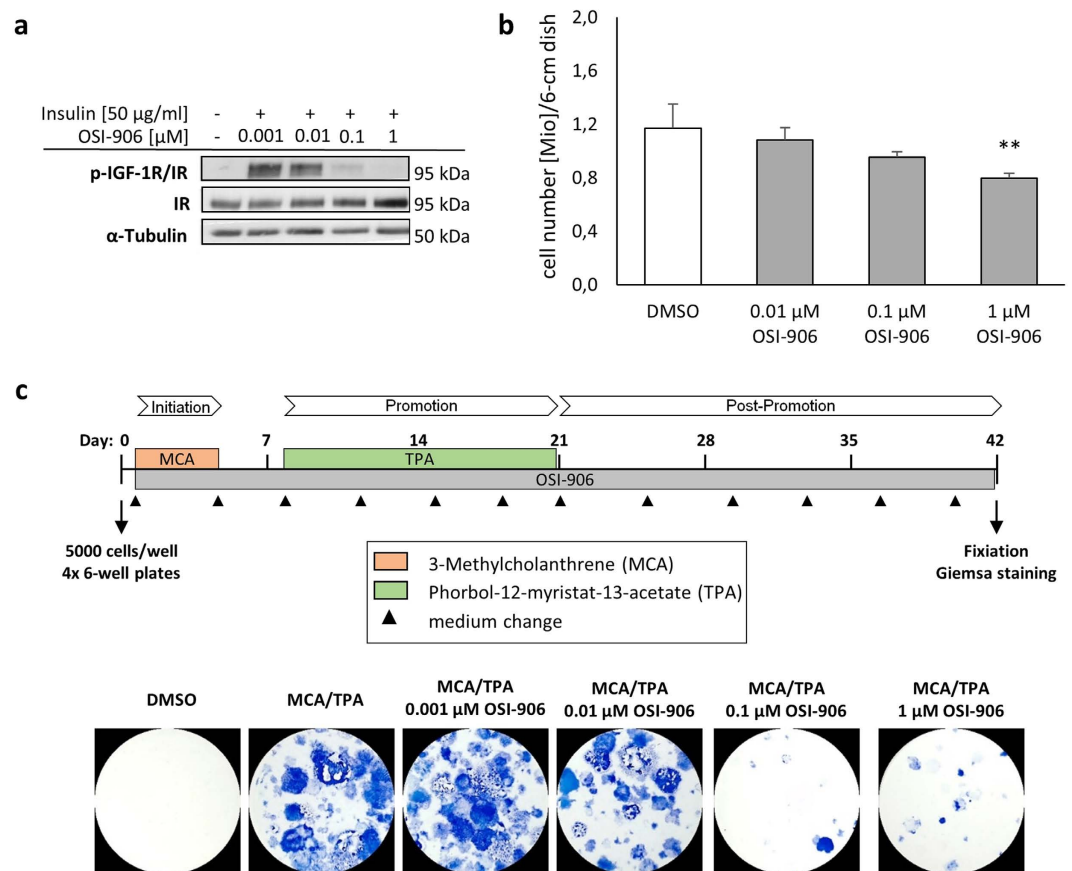 a
Insulin [50 µg/ml] - + + + +
OSI-906 [µM] - 0.001 0.01 0.1 1
p-IGF-1R/IR 95 kDa
IR 95 kDa
α-Tubulin 50 kDa
b
cell number [Mio]/6-cm dish
2,0
1,6
1,2
0,8
0,4
0,0
**
DMSO 0.01 µM 0.1 µM 1 µM
OSI-906 OSI-906 OSI-906
c
Initiation Promotion Post-Promotion
Day: 0 7 14 21 28 35 42
MCA TPA
OSI-906
5000 cells/well
4x 6-well plates
Fixiation
Giemsa staining
3-Methylcholanthrene (MCA)
Phorbol-12-myristat-13-acetate (TPA)
medium change
DMSO
MCA/TPA
MCA/TPA
0.001 µM OSI-906
MCA/TPA
0.01 µM OSI-906
MCA/TPA
0.1 µM OSI-906
MCA/TPA
1 µM OSI-906